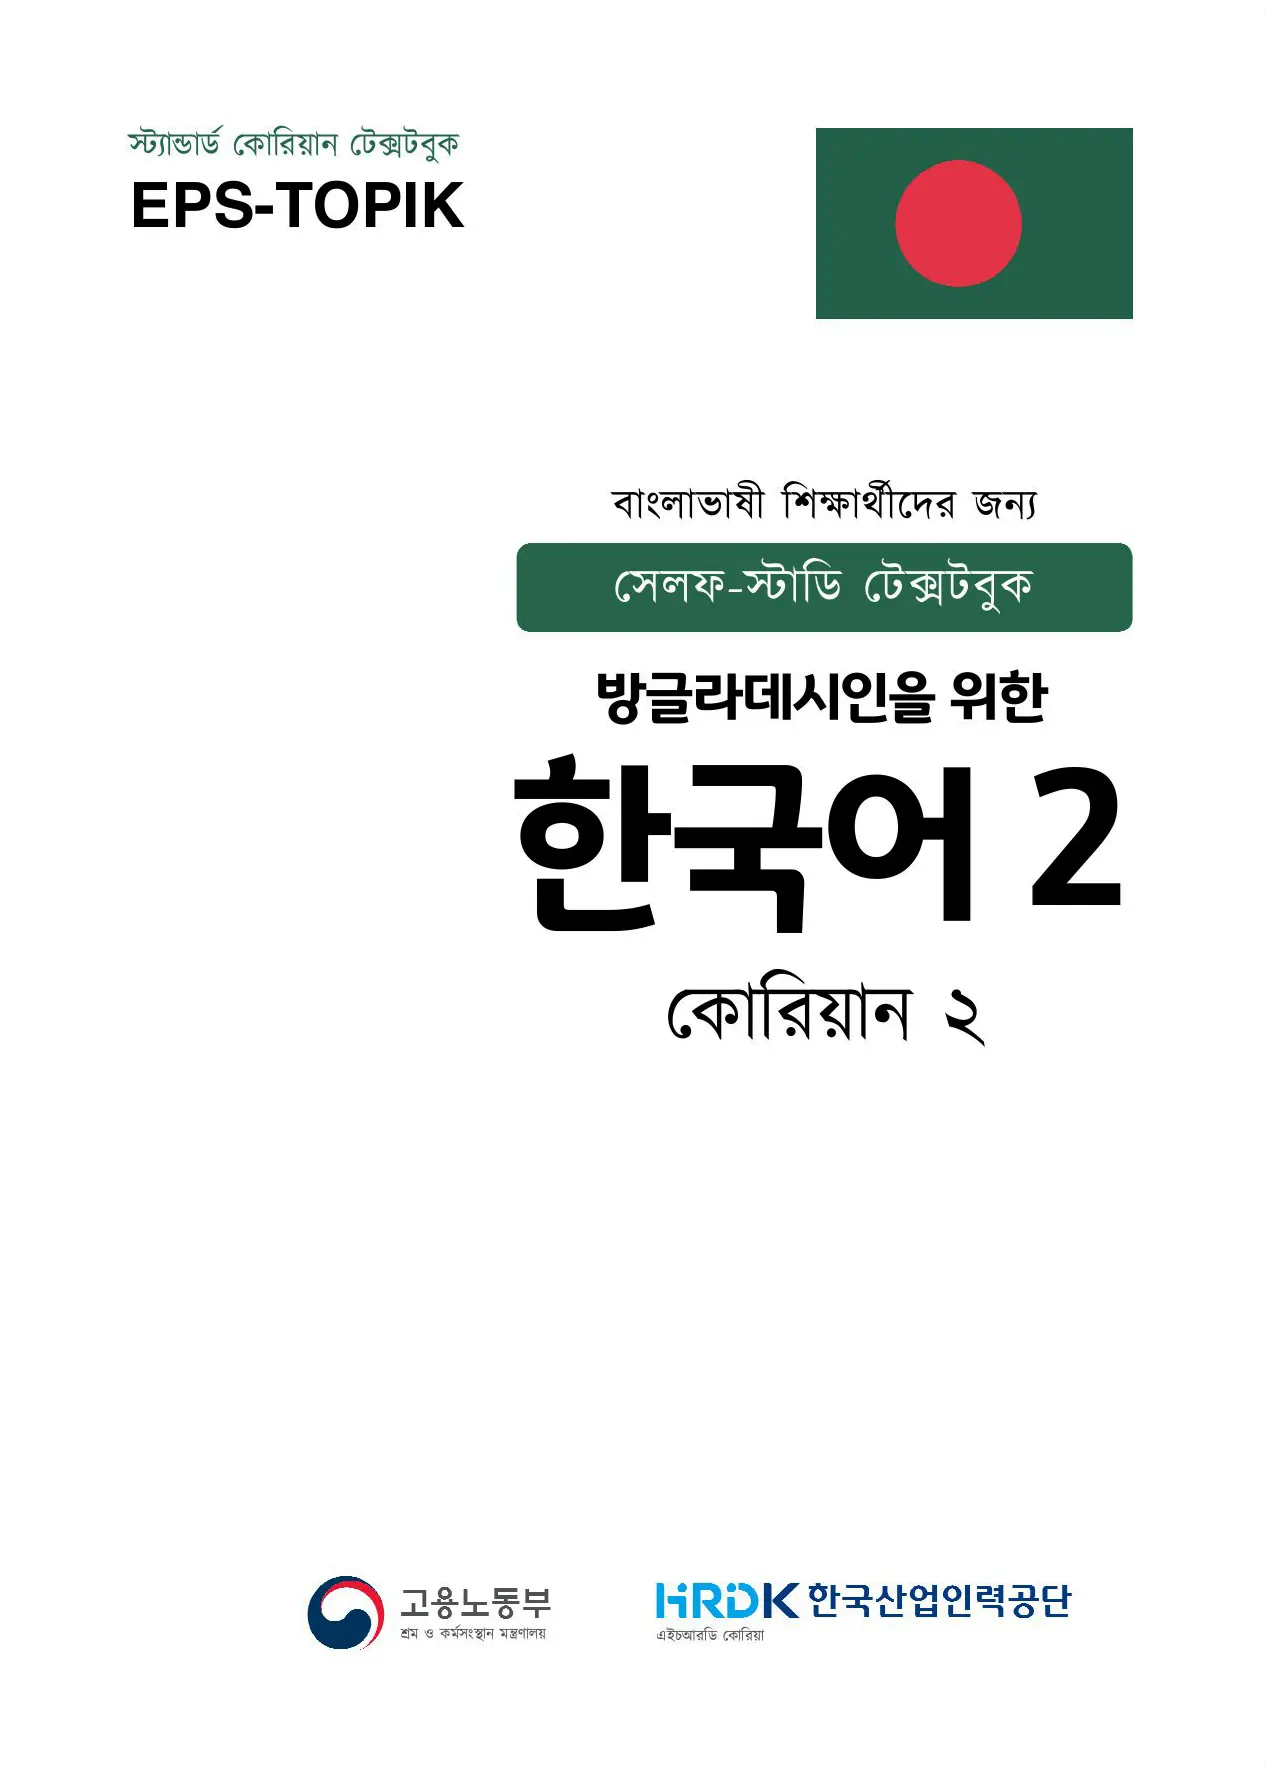 স্ট্যান্ডার্ড কোরিয়ান টেক্সটবুক
EPS-TOPIK
বাংলাভাষী শিক্ষার্থীদের জন্য
সেলফ-স্টাডি টেক্সটবুক
방글라데시인을 위한
한국어 2
কোরিয়ান ২
고용노동부
শ্রম ও কর্মসংস্থান মন্ত্রণালয়
HRDK 한국산업인력공단
এইচআরডি কোরিয়া